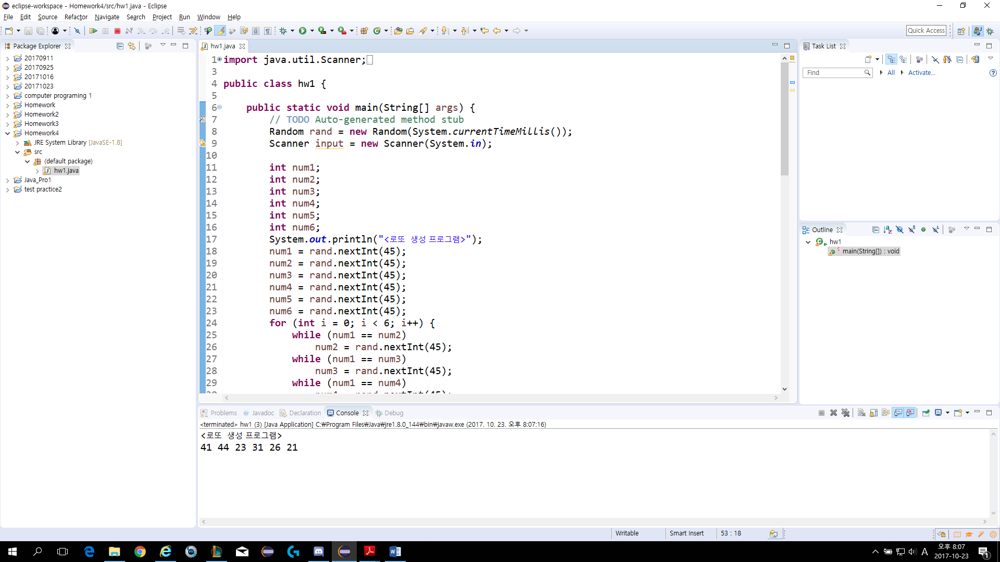 eclipse-workspace - Homework4/src/hw1.java - Eclipse
File Edit Source Refactor Navigate Search Project Run Window Help
Quick Access
Package Explorer
20170911
20170925
20171016
20171023
computer programing 1
Homework
Homework2
Homework3
Homework4
JRE System Library [JavaSE-1.8]
src
(default package)
hw1.java
Java_Pro1
test practice2
hw1.java
1 import java.util.Scanner;
3
4 public class hw1 {
5
6 public static void main(String[] args) {
7 // TODO Auto-generated method stub
8 Random rand = new Random(System.currentTimeMillis());
9 Scanner input = new Scanner(System.in);
10
11 int num1;
12 int num2;
13 int num3;
14 int num4;
15 int num5;
16 int num6;
17 System.out.println("<로또 생성 프로그램>");
18 num1 = rand.nextInt(45);
19 num2 = rand.nextInt(45);
20 num3 = rand.nextInt(45);
21 num4 = rand.nextInt(45);
22 num5 = rand.nextInt(45);
23 num6 = rand.nextInt(45);
24 for (int i = 0; i < 6; i++) {
25 while (num1 == num2)
26 num2 = rand.nextInt(45);
27 while (num1 == num3)
28 num3 = rand.nextInt(45);
29 while (num1 == num4)
Task List
Find
All
Activate...
Outline
hw1
main(String[]) : void
Problems @ Javadoc Declaration Console Debug
<terminated> hw1 (3) [Java Application] C:₩Program Files₩Java₩jre1.8.0_144₩bin₩javaw.exe (2017. 10. 23. 오후 8:07:16)
<로또 생성 프로그램>
41 44 23 31 26 21
Writable Smart Insert 53 : 18
A
오후 8:07
2017-10-23
1